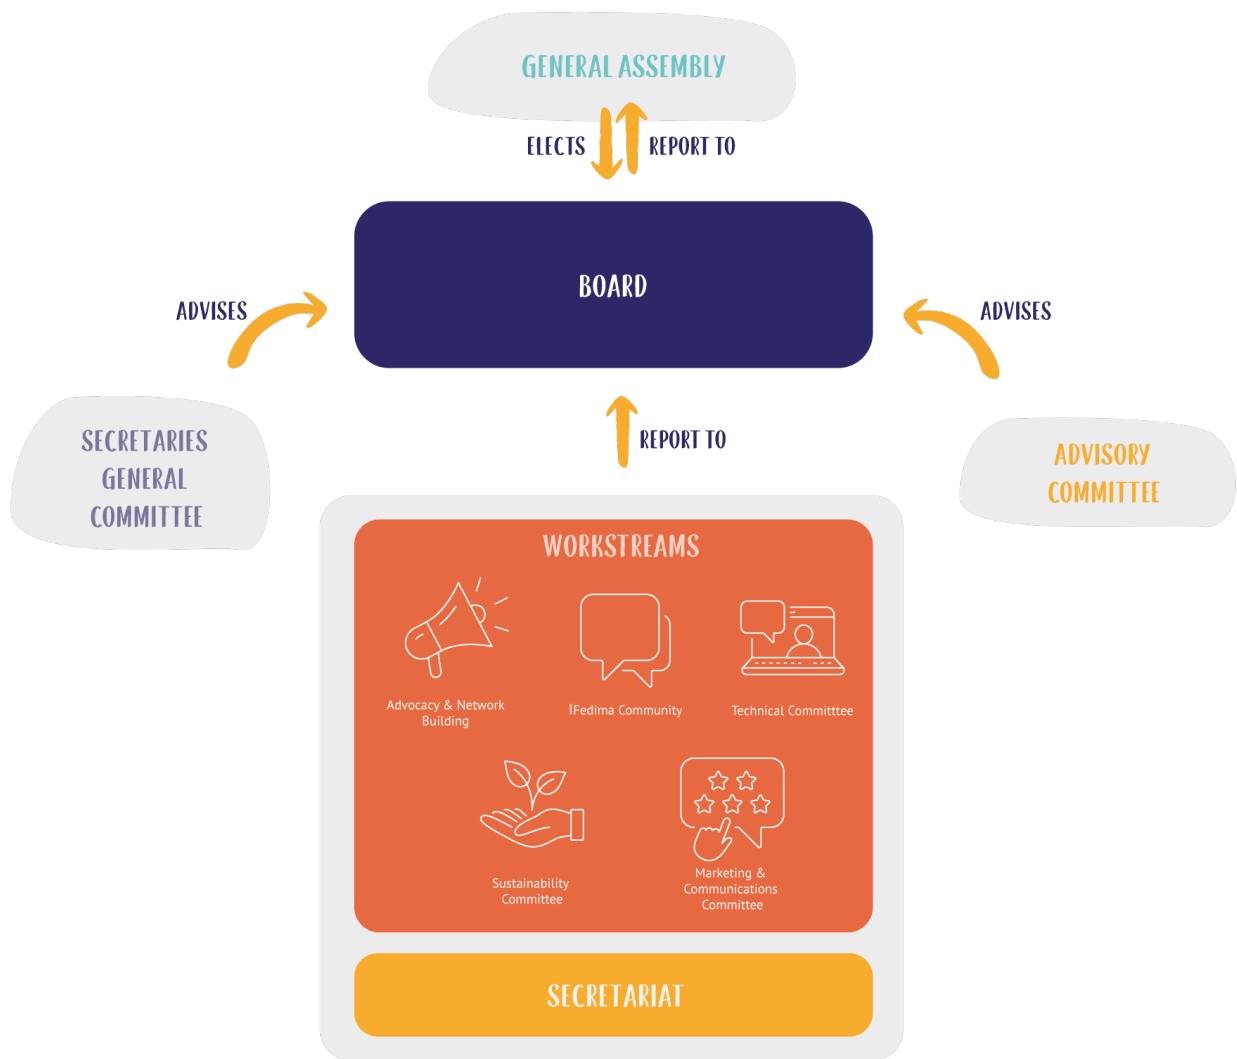 GENERAL ASSEMBLY
ELECTS
REPORT TO
BOARD
ADVISES
ADVISES
SECRETARIES
GENERAL
COMMITTEE
REPORT TO
ADVISORY
COMMITTEE
WORKSTREAMS
Advocacy & Network
Building
IFedima Community
Technical Committtee
Sustainability
Committee
Marketing &
Communications
Committee
SECRETARIAT